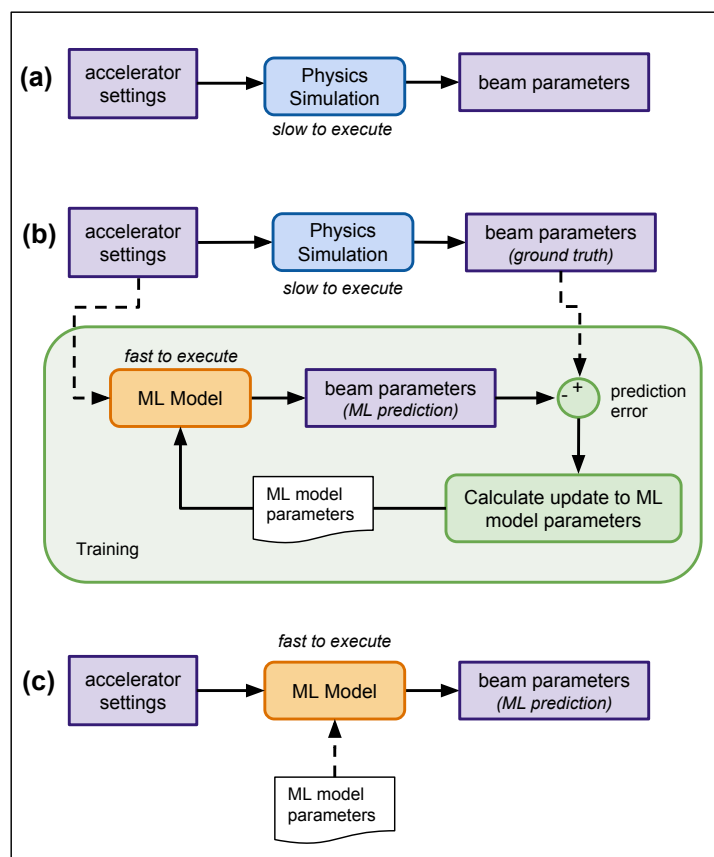 (a)
accelerator
settings
Physics
Simulation
slow to execute
beam parameters
(b)
accelerator
settings
Physics
Simulation
slow to execute
beam parameters
(ground truth)
fast to execute
ML Model
beam parameters
(ML prediction)
- +
prediction
error
ML model
parameters
Calculate update to ML
model parameters
Training
(c)
accelerator
settings
fast to execute
ML Model
beam parameters
(ML prediction)
ML model
parameters